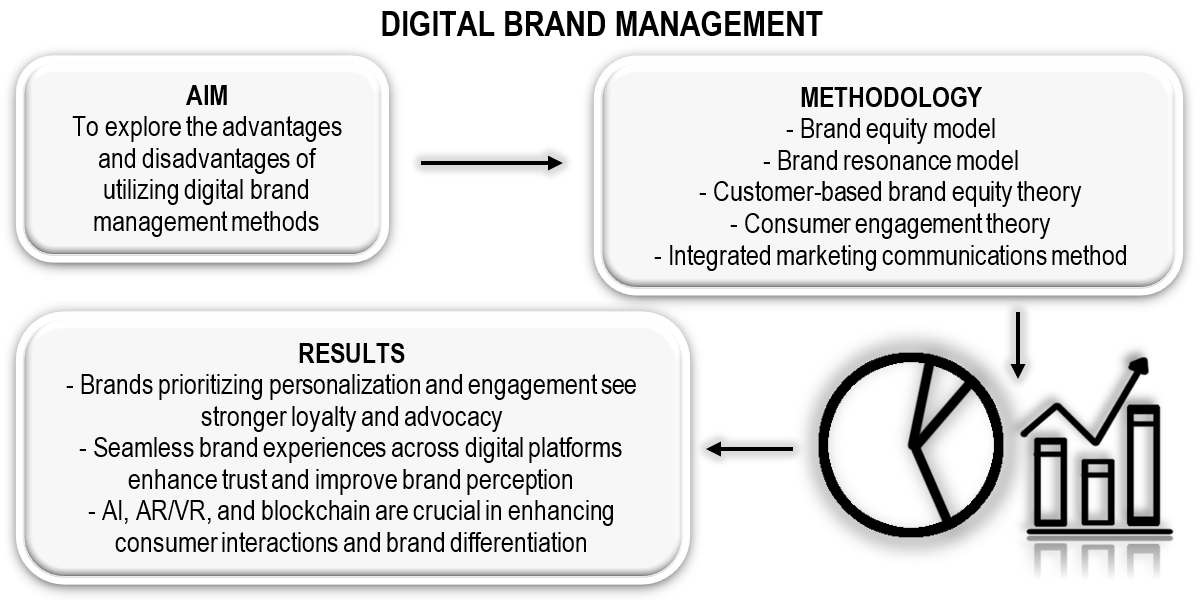 DIGITAL BRAND MANAGEMENT
AIM
To explore the advantages
and disadvantages of
utilizing digital brand
management methods
METHODOLOGY
- Brand equity model
- Brand resonance model
- Customer-based brand equity theory
- Consumer engagement theory
- Integrated marketing communications method
RESULTS
- Brands prioritizing personalization and engagement see
stronger loyalty and advocacy
- Seamless brand experiences across digital platforms
enhance trust and improve brand perception
- AI, AR/VR, and blockchain are crucial in enhancing
consumer interactions and brand differentiation